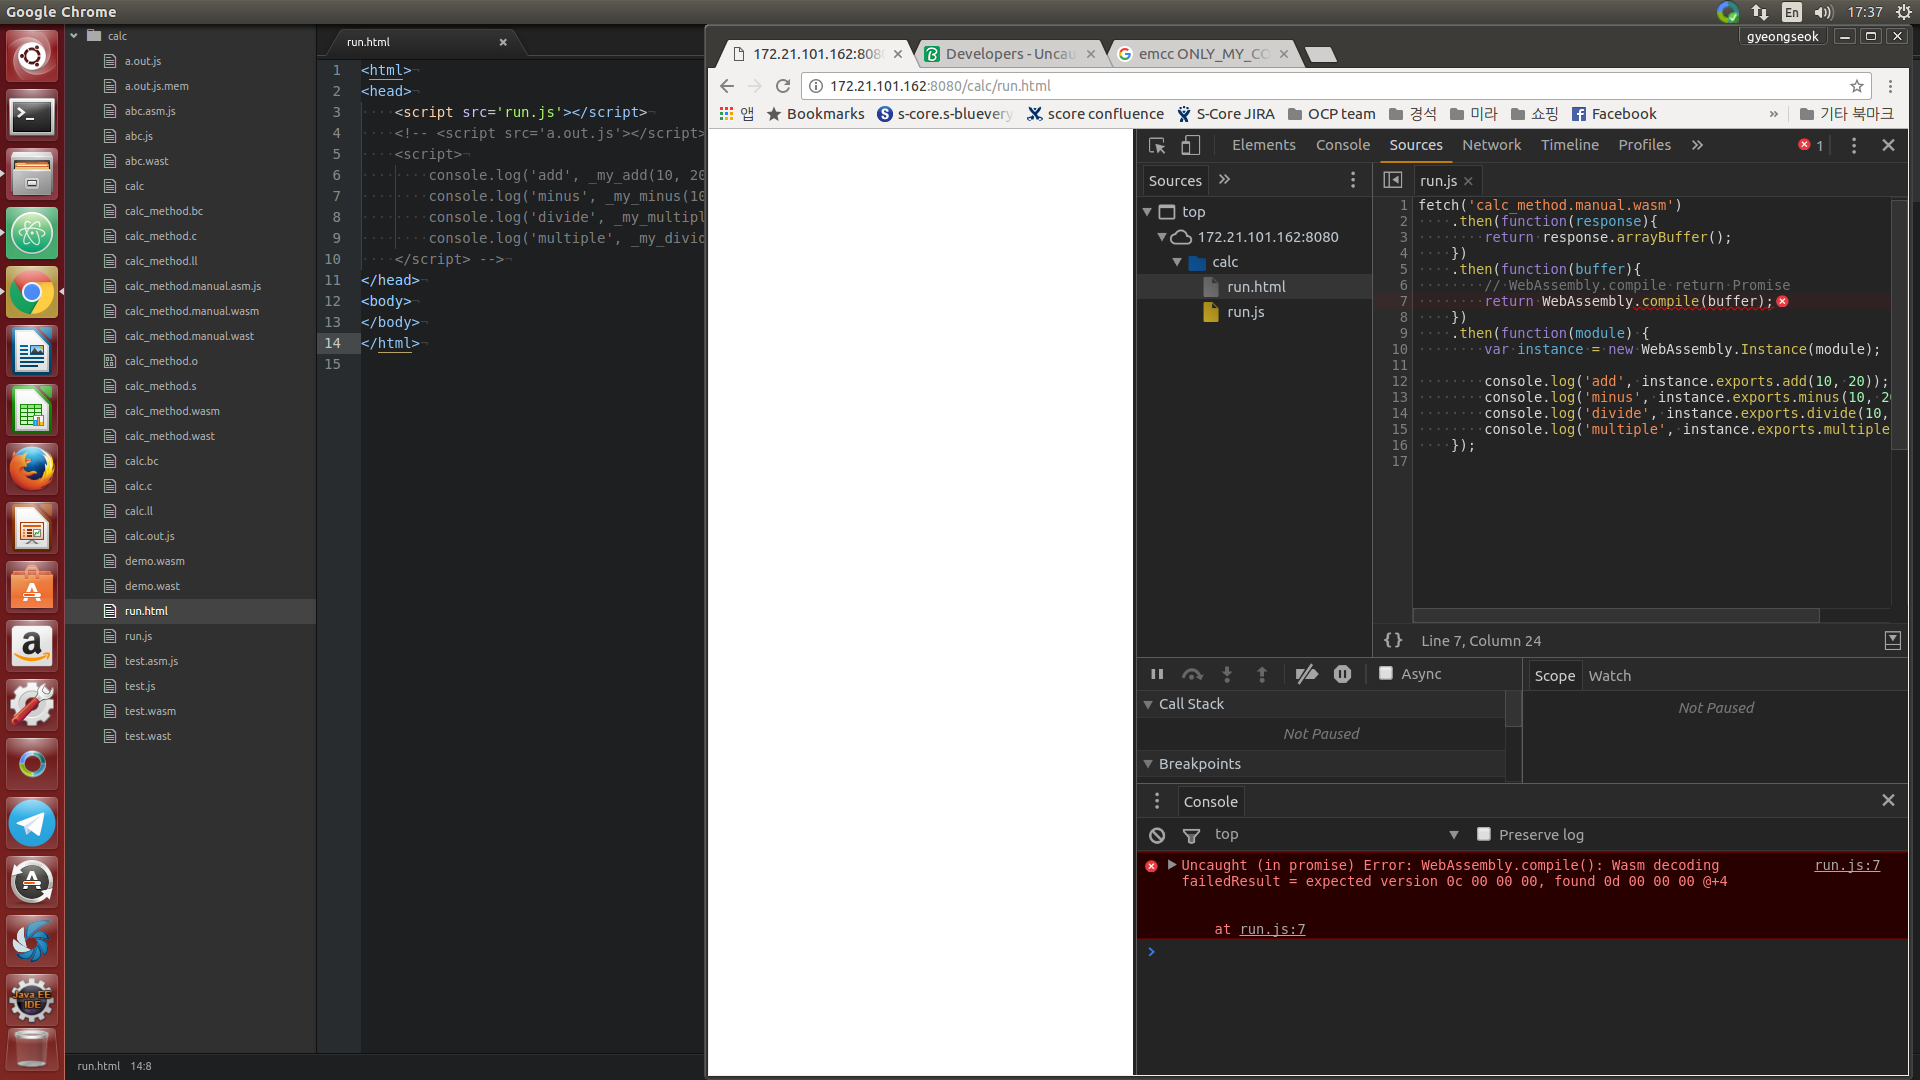 Google Chrome
En
17:37
calc
a.out.js
a.out.js.mem
abc.asm.js
abc.js
abc.wast
calc
calc_method.bc
calc_method.c
calc_method.ll
calc_method.manual.asm.js
calc_method.manual.wasm
calc_method.manual.wast
calc_method.o
calc_method.s
calc_method.wasm
calc_method.wast
calc.bc
calc.c
calc.ll
calc.out.js
demo.wasm
demo.wast
run.html
run.js
test.asm.js
test.js
test.wasm
test.wast
run.html 14:8
Java EE
IDE
run.html
1 <html>
2 <head>
3 <script src='run.js'></script>
4 <!-- <script src='a.out.js'></script>
5 <script>
6 console.log('add', _my_add(10, 20
7 console.log('minus', _my_minus(10
8 console.log('divide', _my_multipl
9 console.log('multiple', _my_divid
10 </script> -->
11 </head>
12 <body>
13 </body>
14 </html>
15
gyeongseok
172.21.101.162:808
Developers - Uncau
emcc ONLY_MY_CO
172.21.101.162:8080/calc/run.html
앱
Bookmarks
s-core.s-bluevery
score confluence
S-Core JIRA
OCP team
경석
미라
쇼핑
Facebook
»
기타 북마크
Elements Console Sources Network Timeline Profiles » 1
Sources »
top
172.21.101.162:8080
calc
run.html
run.js
run.js
1 fetch('calc_method.manual.wasm')
2 .then(function(response){
3 return response.arrayBuffer();
4 })
5 .then(function(buffer){
6 // WebAssembly.compile return Promise
7 return WebAssembly.compile(buffer);
8 })
9 .then(function(module) {
10 var instance = new WebAssembly.Instance(module);
11
12 console.log('add', instance.exports.add(10, 20));
13 console.log('minus', instance.exports.minus(10, 2
14 console.log('divide', instance.exports.divide(10,
15 console.log('multiple', instance.exports.multiple
16 });
17
{} Line 7, Column 24
Async
Call Stack
Not Paused
Breakpoints
Scope Watch
Not Paused
Console
top
Preserve log
Uncaught (in promise) Error: WebAssembly.compile(): Wasm decoding run.js:7
failedResult = expected version 0c 00 00 00, found 0d 00 00 00 @+4
at run.js:7